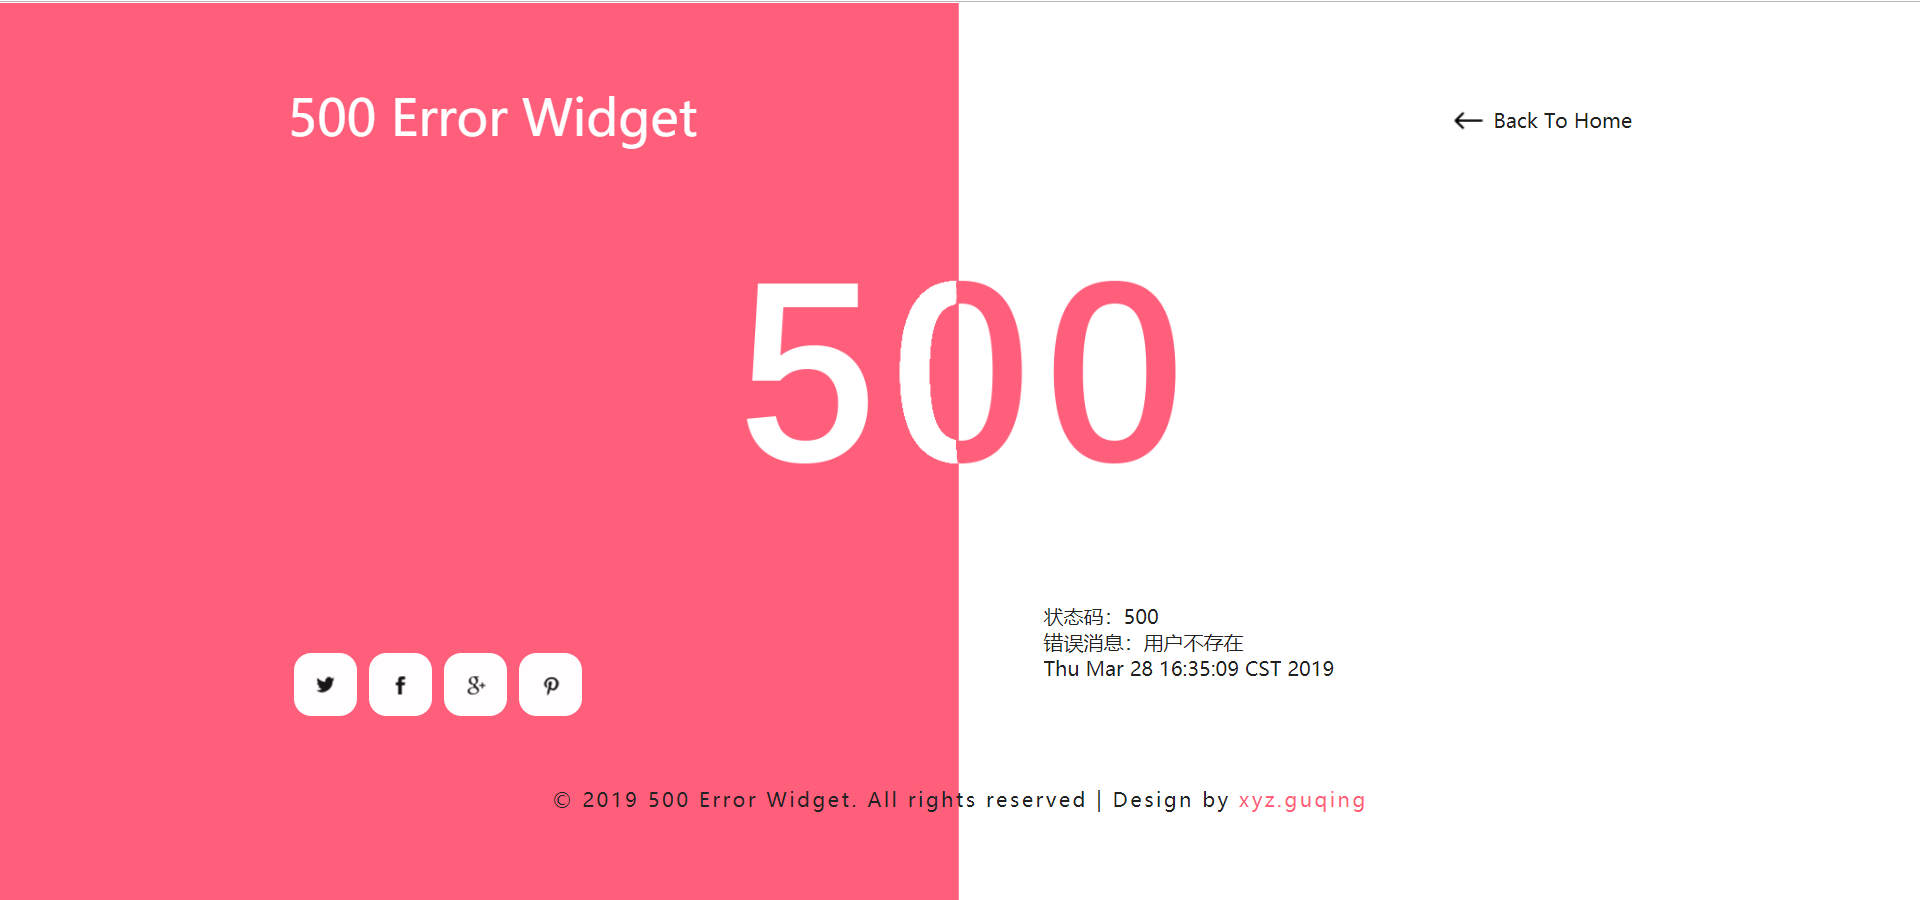 500 Error Widget
Back To Home
500
状态码：500
错误消息：用户不存在
Thu Mar 28 16:35:09 CST 2019
© 2019 500 Error Widget. All rights reserved | Design by xyz.guqing